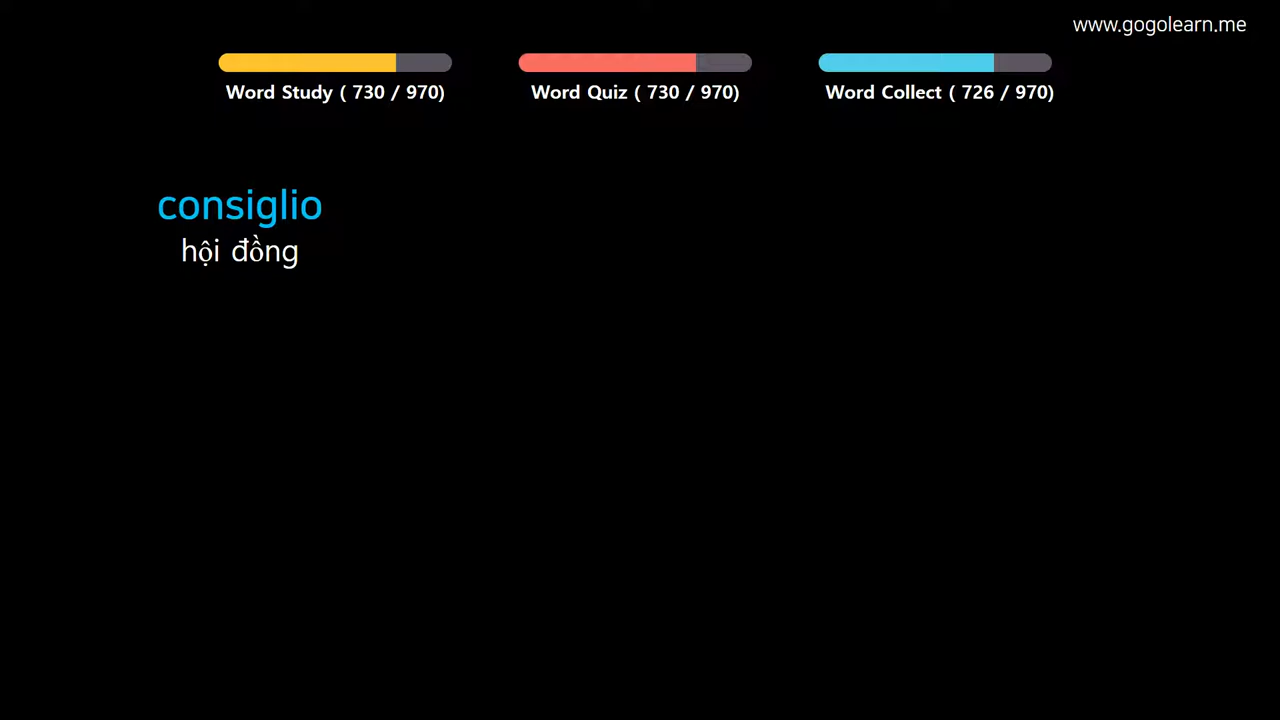 www.gogolearn.me
Word Study ( 730 / 970)
Word Quiz ( 730 / 970)
Word Collect ( 726 / 970)
consiglio
hội đồng